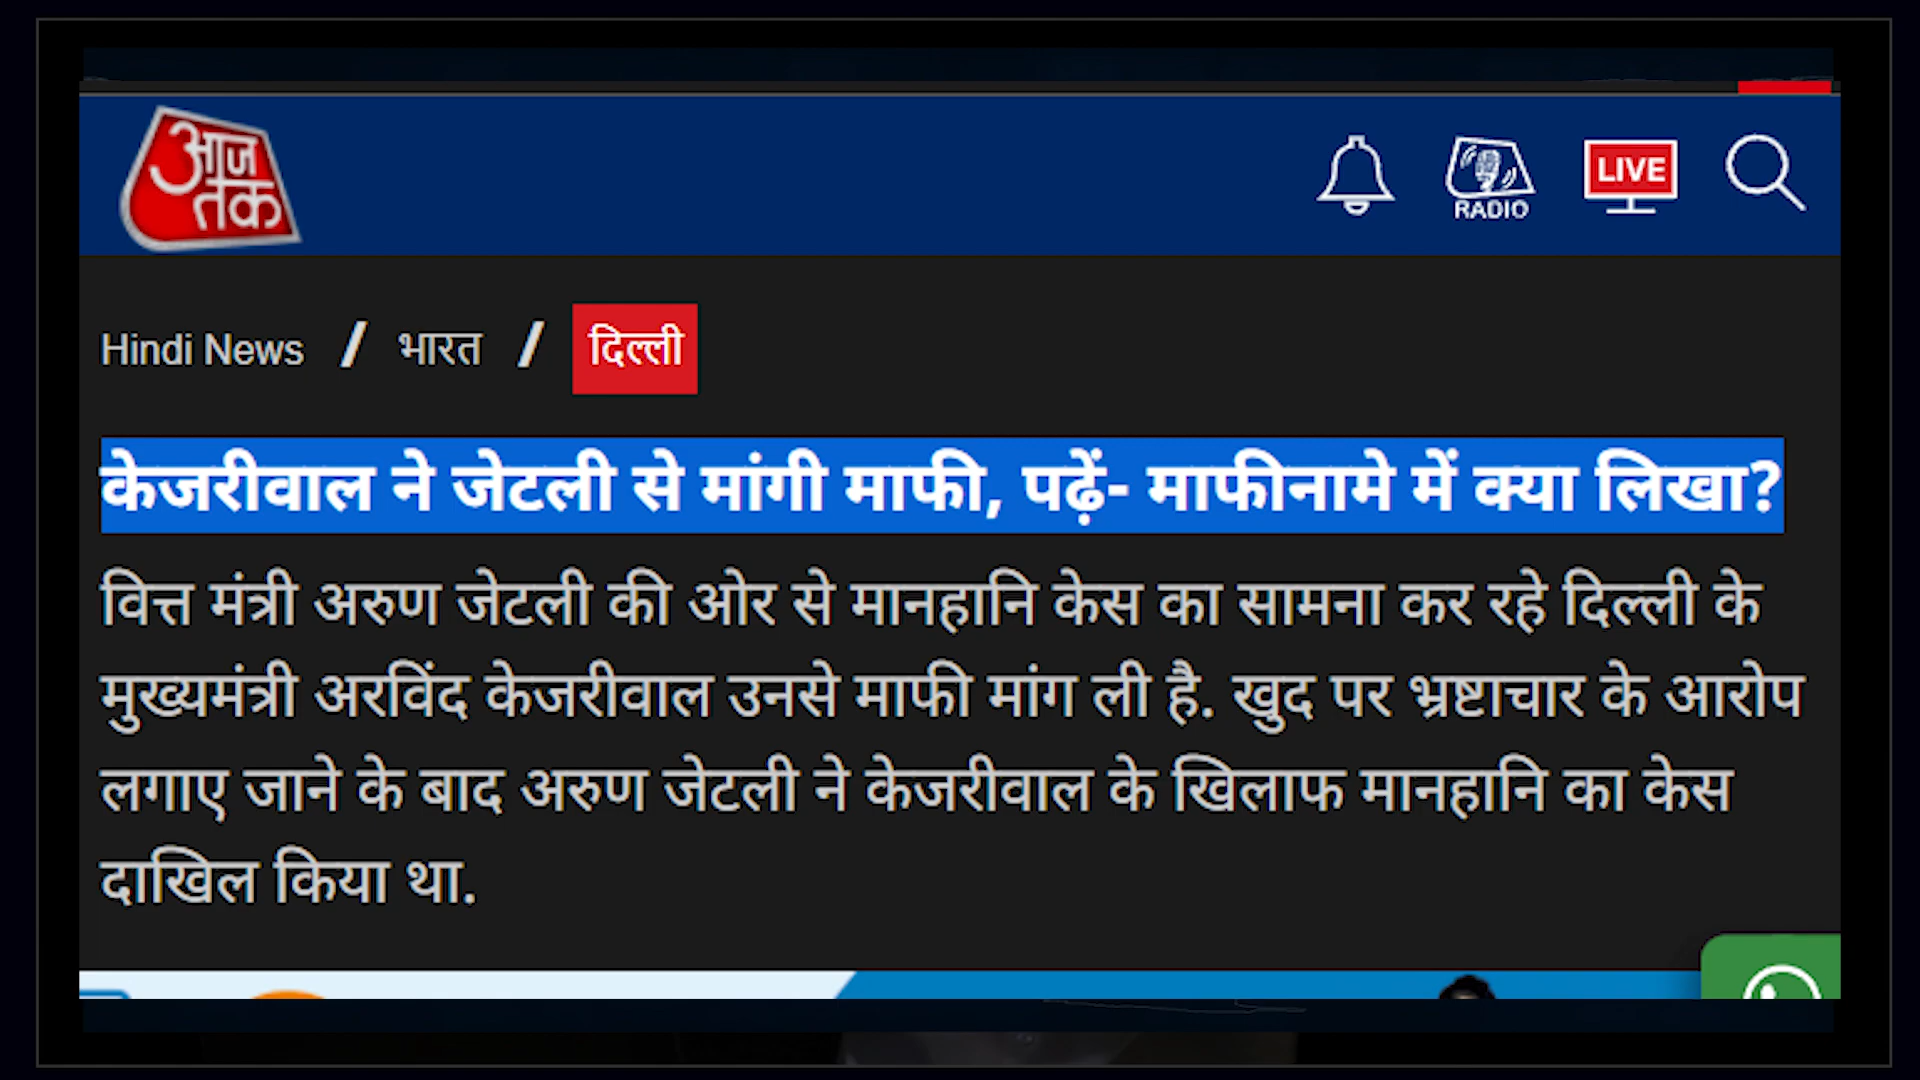 आज
तक
RADIO
LIVE
Hindi News / भारत / दिल्ली
केजरीवाल ने जेटली से मांगी माफी, पढ़ें- माफीनामे में क्या लिखा?
वित्त मंत्री अरुण जेटली की ओर से मानहानि केस का सामना कर रहे दिल्ली के
मुख्यमंत्री अरविंद केजरीवाल उनसे माफी मांग ली है. खुद पर भ्रष्टाचार के आरोप
लगाए जाने के बाद अरुण जेटली ने केजरीवाल के खिलाफ मानहानि का केस
दाखिल किया था.